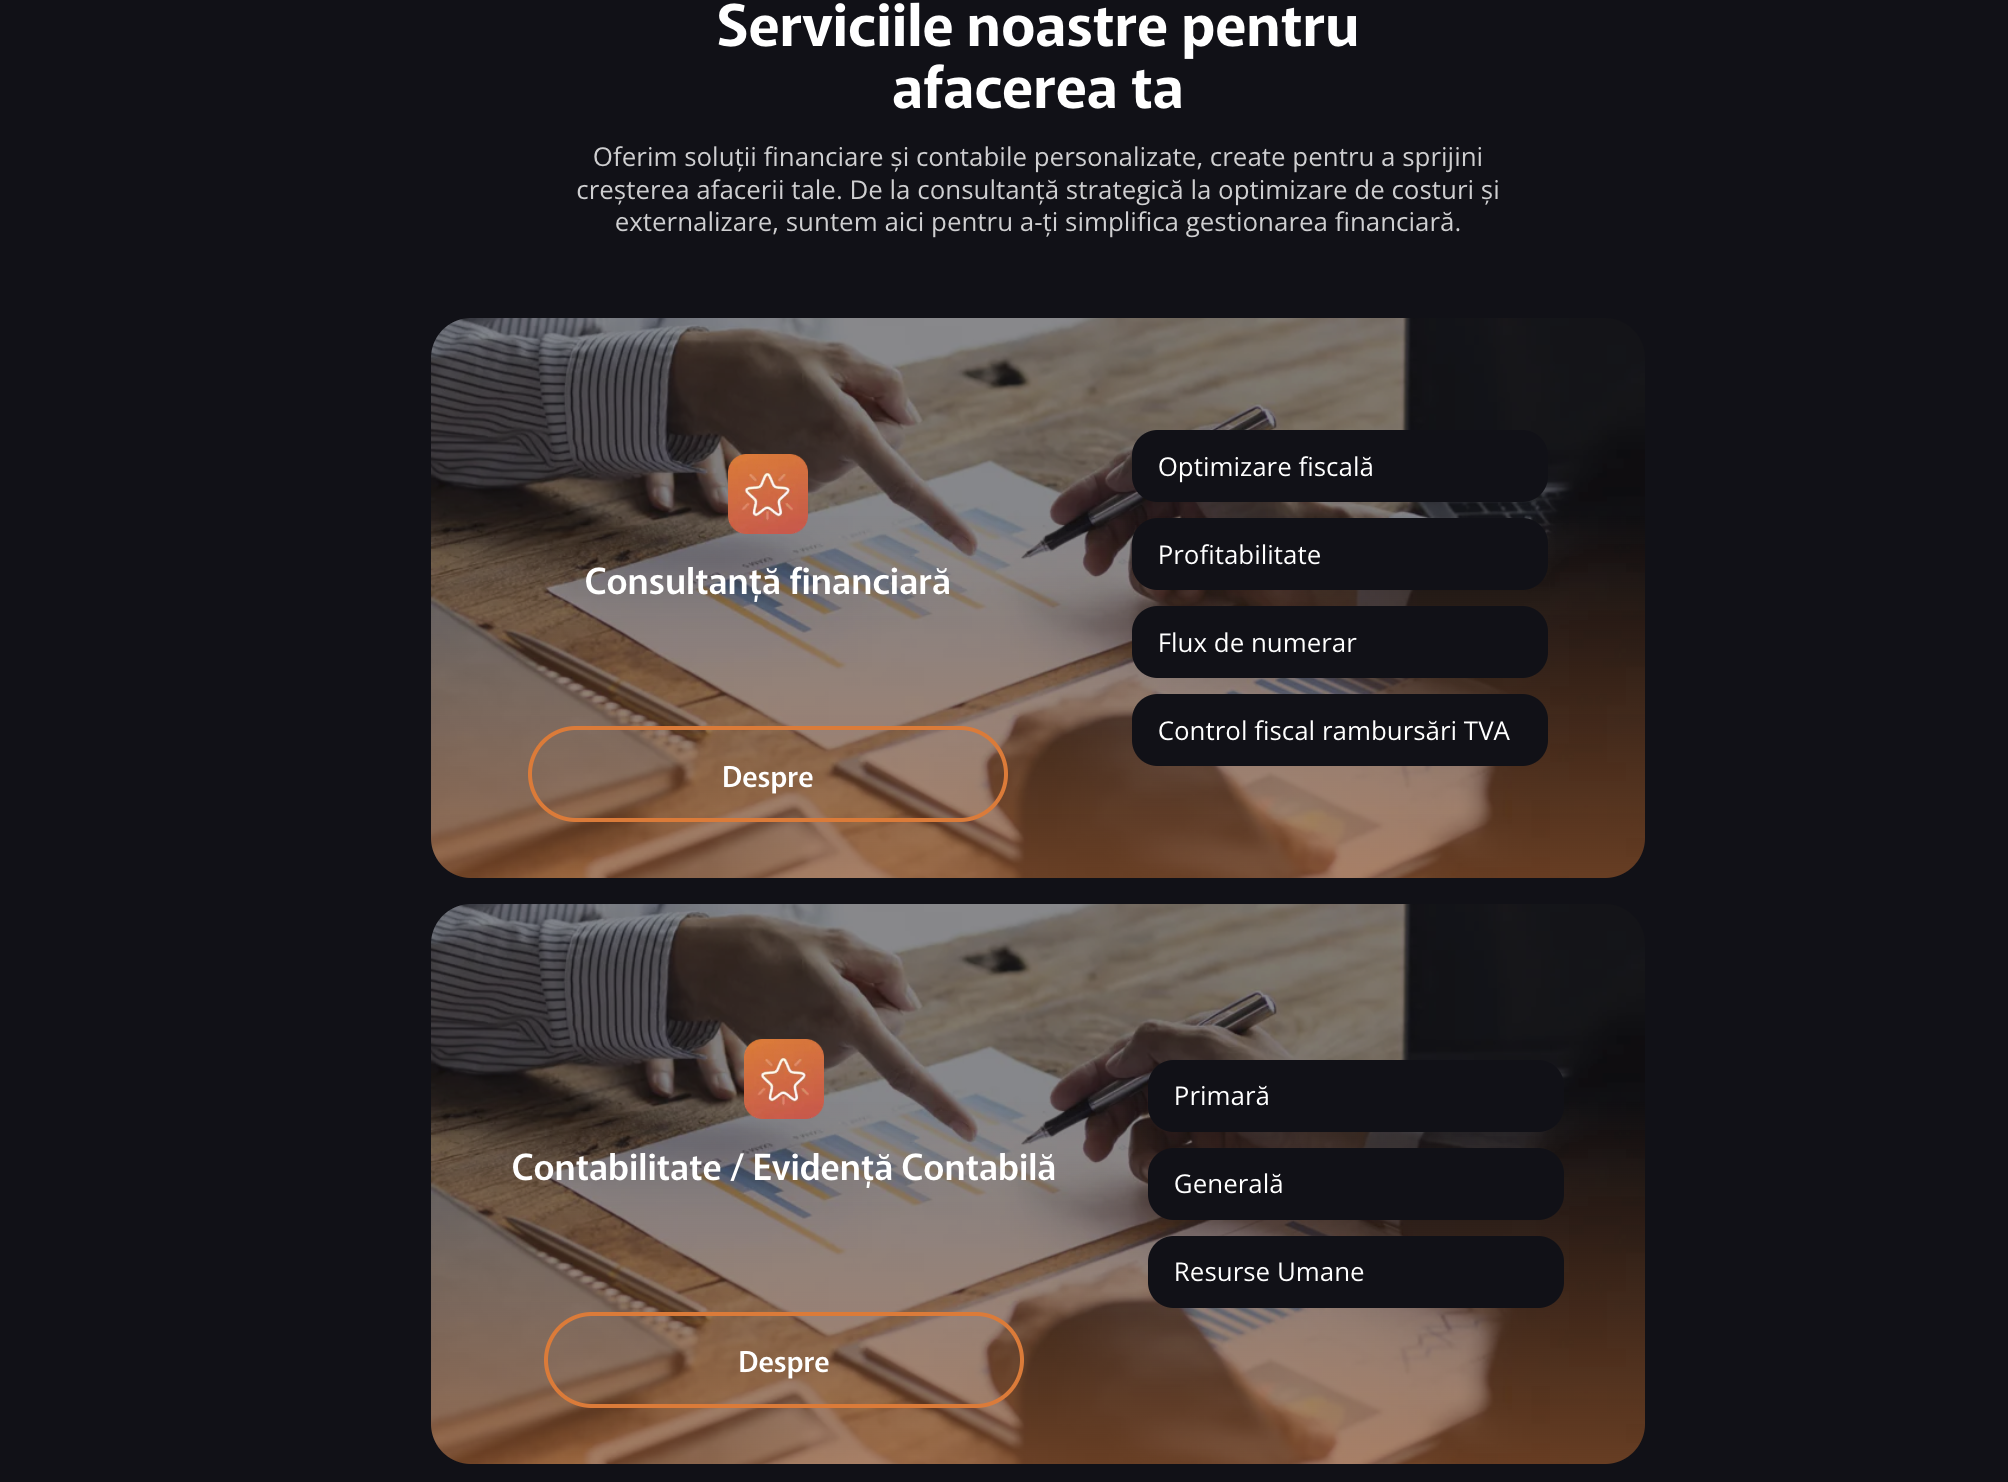 Serviciile noastre pentru
afacerea ta
Oferim soluții financiare și contabile personalizate, create pentru a sprijini
creșterea afacerii tale. De la consultanță strategică la optimizare de costuri și
externalizare, suntem aici pentru a-ți simplifica gestionarea financiară.
Consultanță financiară
Despre
Optimizare fiscală
Profitabilitate
Flux de numerar
Control fiscal rambursări TVA
Contabilitate / Evidență Contabilă
Despre
Primară
Generală
Resurse Umane